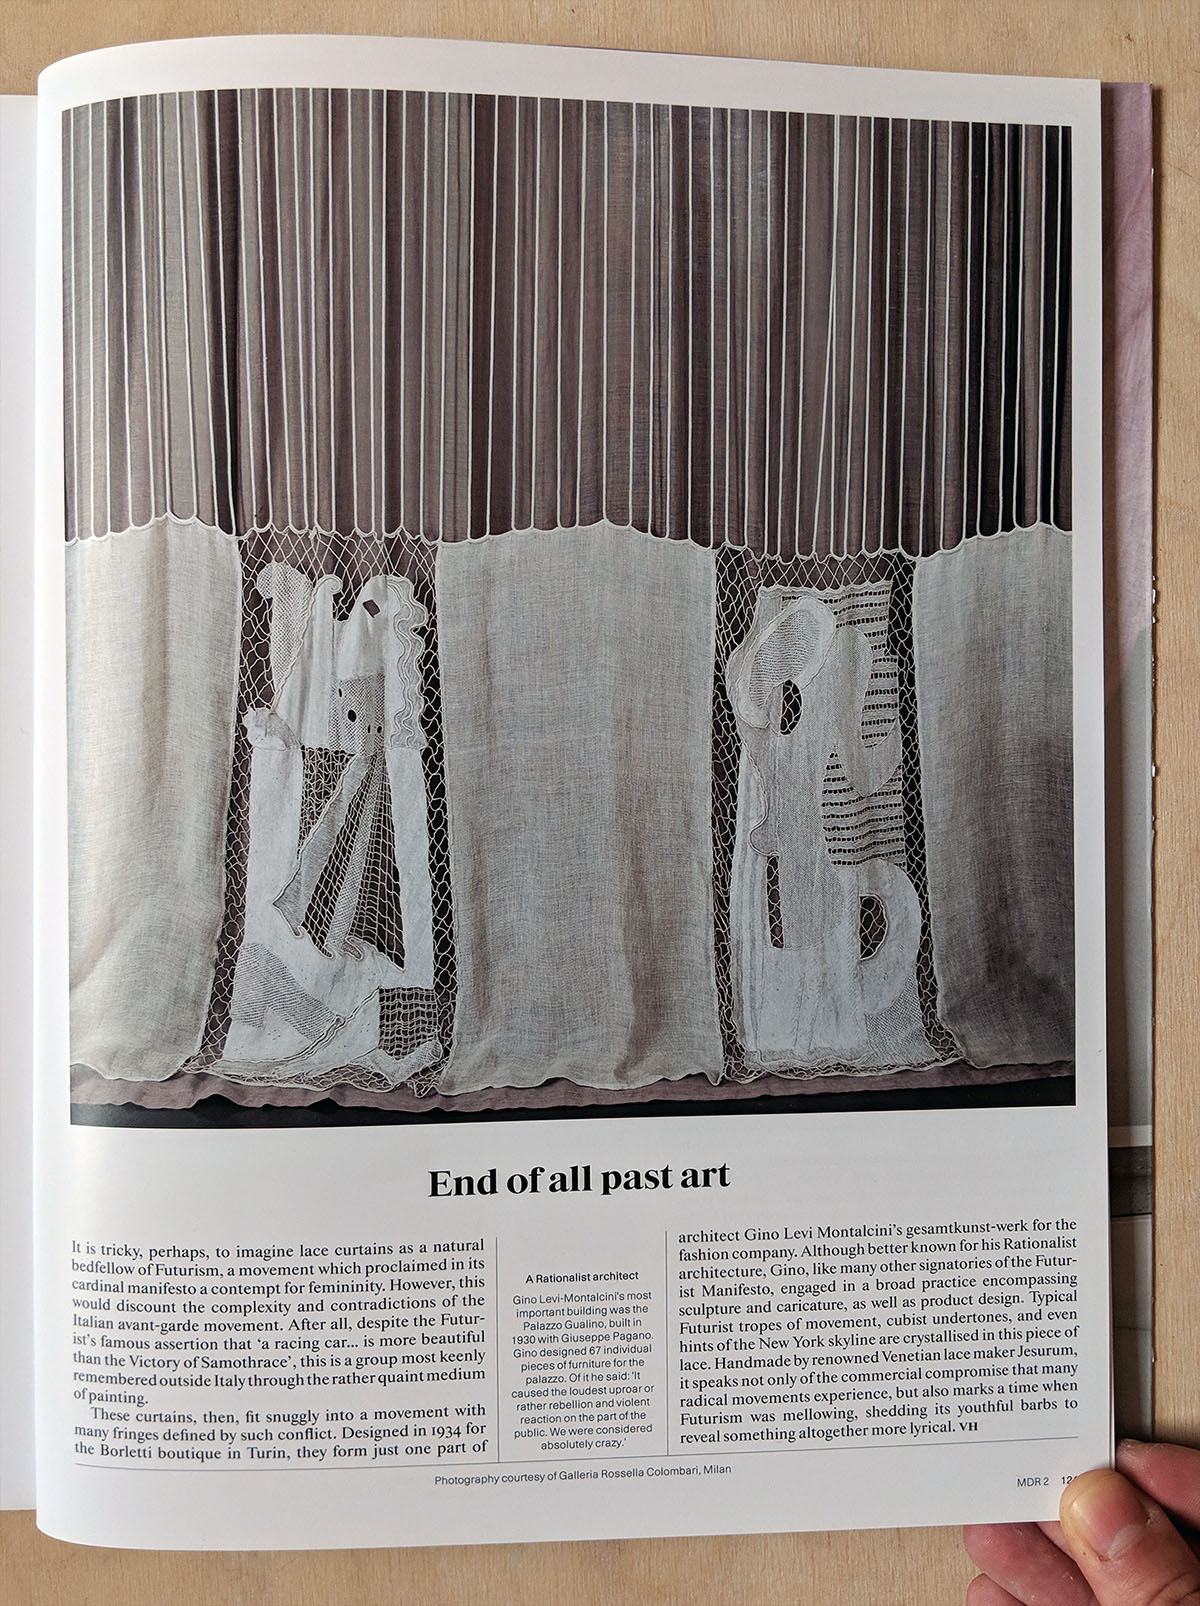 End of all past art
It is tricky, perhaps, to imagine lace curtains as a natural
bedfellow of Futurism, a movement which proclaimed in its
cardinal manifesto a contempt for femininity. However, this
would discount the complexity and contradictions of the
Italian avant-garde movement. After all, despite the Futur-
ist's famous assertion that 'a racing car... is more beautiful
than the Victory of Samothrace', this is a group most keenly
remembered outside Italy through the rather quaint medium
of painting.
These curtains, then, fit snuggly into a movement with
many fringes defined by such conflict. Designed in 1934 for
the Borletti boutique in Turin, they form just one part of
A Rationalist architect
Gino Levi-Montalcini's most
important building was the
Palazzo Gualino, built in
1930 with Giuseppe Pagano.
Gino designed 67 individual
pieces of furniture for the
palazzo. Of it he said: 'It
caused the loudest uproar or
rather rebellion and violent
reaction on the part of the
public. We were considered
absolutely crazy.'
architect Gino Levi Montalcini's gesamtkunst-werk for the
fashion company. Although better known for his Rationalist
architecture, Gino, like many other signatories of the Futur-
ist Manifesto, engaged in a broad practice encompassing
sculpture and caricature, as well as product design. Typical
Futurist tropes of movement, cubist undertones, and even
hints of the New York skyline are crystallised in this piece of
lace. Handmade by renowned Venetian lace maker Jesurum,
it speaks not only of the commercial compromise that many
radical movements experience, but also marks a time when
Futurism was mellowing, shedding its youthful barbs to
reveal something altogether more lyrical. VH
Photography courtesy of Galleria Rossella Colombari, Milan
MDR 2